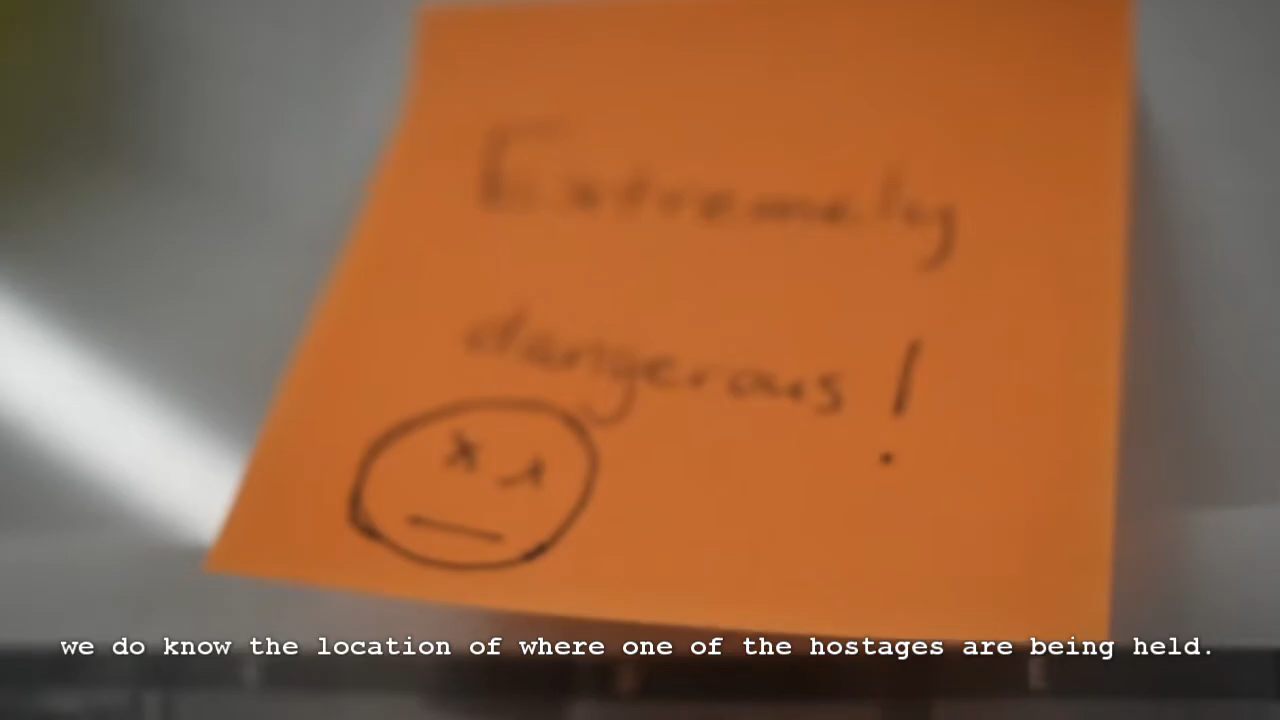 Extremely
dangerous!
we do know the location of where one of the hostages are being held.